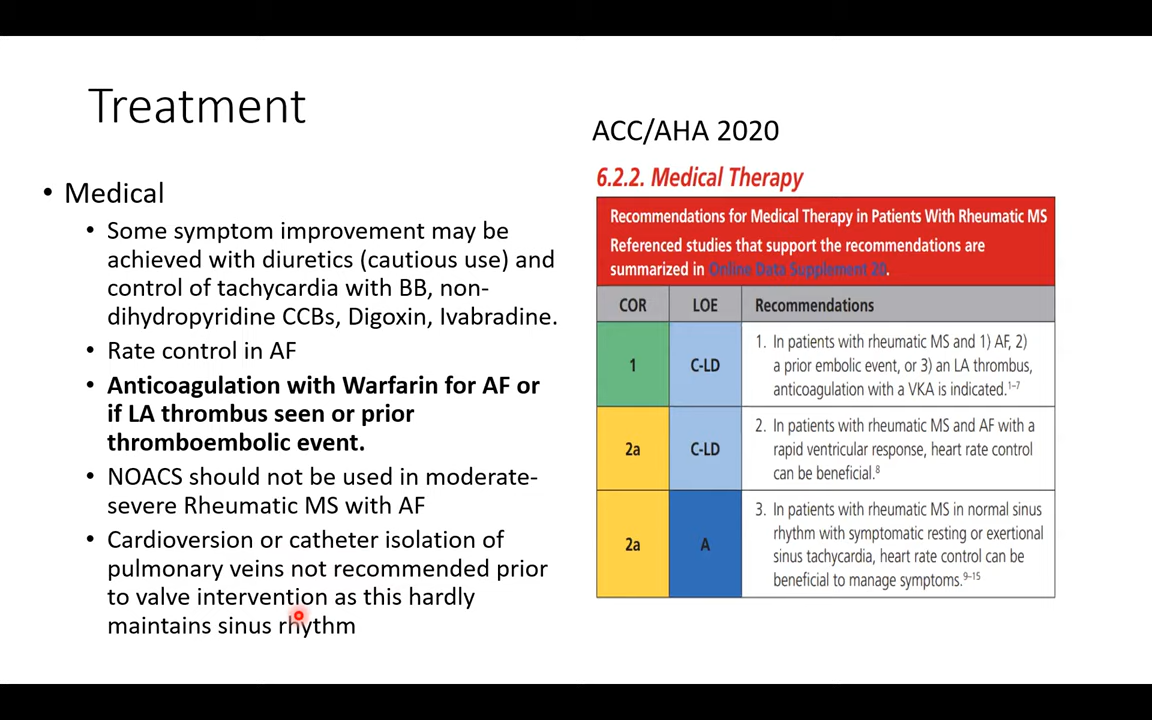 Treatment
• Medical
• Some symptom improvement may be
achieved with diuretics (cautious use) and
control of tachycardia with BB, non-
dihydropyridine CCBs, Digoxin, Ivabradine.
• Rate control in AF
• Anticoagulation with Warfarin for AF or
if LA thrombus seen or prior
thromboembolic event.
• NOACS should not be used in moderate-
severe Rheumatic MS with AF
• Cardioversion or catheter isolation of
pulmonary veins not recommended prior
to valve intervention as this hardly
maintains sinus rhythm
ACC/AHA 2020
6.2.2. Medical Therapy
Recommendations for Medical Therapy in Patients With Rheumatic MS
Referenced studies that support the recommendations are
summarized in Online Data Supplement 20.
COR LOE Recommendations
1 C-LD 1. In patients with rheumatic MS and 1) AF, 2)
a prior embolic event, or 3) an LA thrombus,
anticoagulation with a VKA is indicated.1–7
2a C-LD 2. In patients with rheumatic MS and AF with a
rapid ventricular response, heart rate control
can be beneficial.8
2a A 3. In patients with rheumatic MS in normal sinus
rhythm with symptomatic resting or exertional
sinus tachycardia, heart rate control can be
beneficial to manage symptoms.9–15